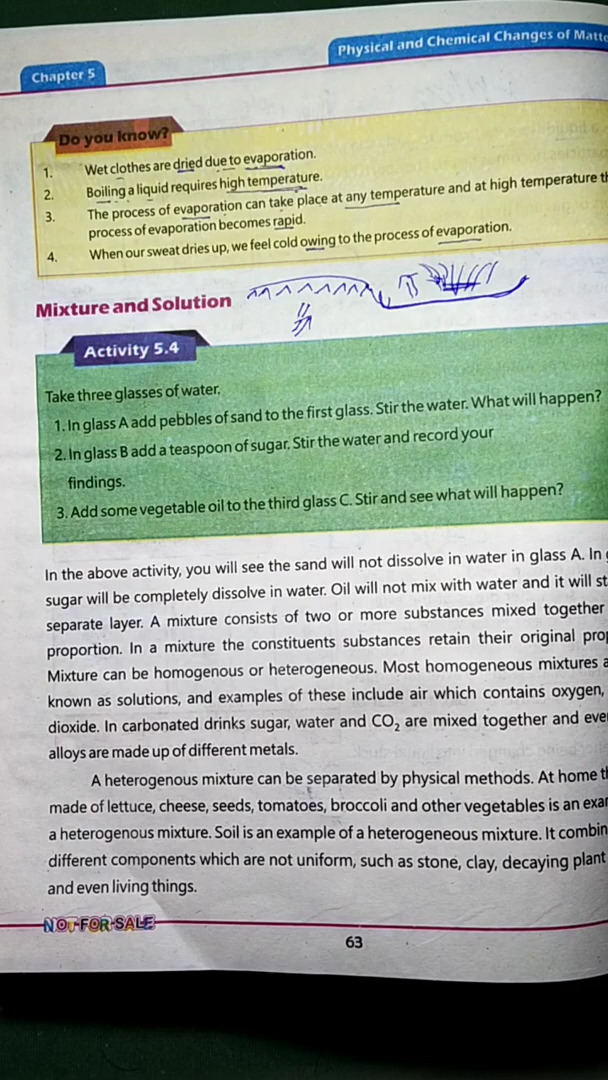 Chapter 5
Physical and Chemical Changes of
Do you know?
1. Wet clothes are dried due to evaporation.
2. Boiling a liquid requires high temperature.
3. The process of evaporation can take place at any temperature and at high temperature
process of evaporation becomes rapid.
4. When our sweat dries up, we feel cold owing to the process of evaporation.
Mixture and Solution
Activity 5.4
Take three glasses of water.
1. In glass A add pebbles of sand to the first glass. Stir the water. What will happen?
2. In glass B add a teaspoon of sugar. Stir the water and record your
findings.
3. Add some vegetable oil to the third glass C. Stir and see what will happen?
In the above activity, you will see the sand will not dissolve in water in glass A. In
sugar will be completely dissolve in water. Oil will not mix with water and it will
separate layer. A mixture consists of two or more substances mixed together
proportion. In a mixture the constituents substances retain their original
Mixture can be homogenous or heterogeneous. Most homogeneous mixtures
known as solutions, and examples of these include air which contains oxygen,
dioxide. In carbonated drinks sugar, water and CO₂ are mixed together and
alloys are made up of different metals.
A heterogenous mixture can be separated by physical methods. At home
made of lettuce, cheese, seeds, tomatoes, broccoli and other vegetables is an
a heterogenous mixture. Soil is an example of a heterogeneous mixture. It
different components which are not uniform, such as stone, clay, decaying plant
and even living things.
NOT FOR SALE
63